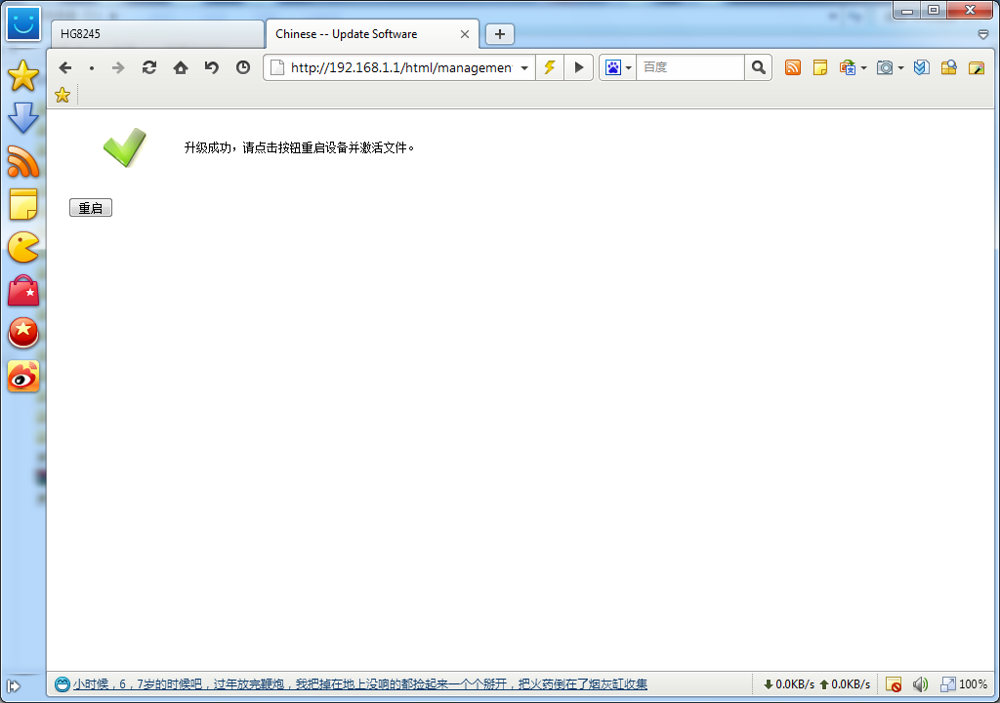 HG8245
Chinese -- Update Software
http://192.168.1.1/html/managemen
百度
升级成功，请点击按钮重启设备并激活文件。
重启
小时候，6，7岁的时候吧，过年放完鞭炮，我把掉在地上没响的都捡起来一个个掰开，把火药倒在了烟灰缸收集
0.0KB/s 0.0KB/s 100%